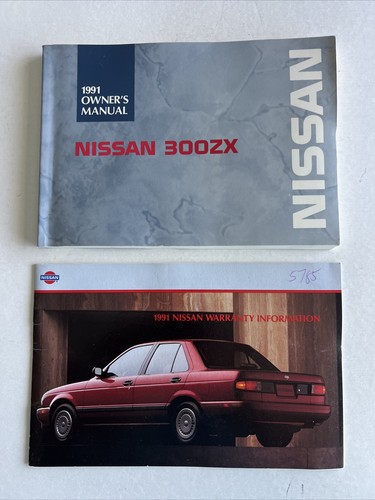 1991
OWNER'S
MANUAL
NISSAN 300ZX
NISSAN
NISSAN
5765
1991 NISSAN WARRANTY INFORMATION